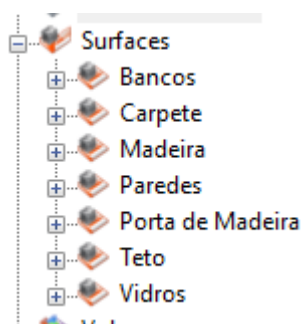 Surfaces
Bancos
Carpete
Madeira
Paredes
Porta de Madeira
Teto
Vidros